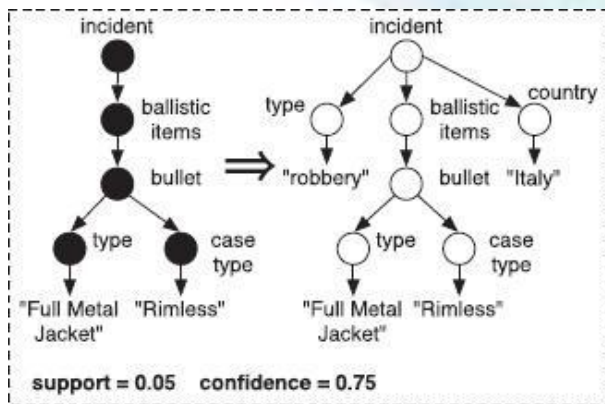 incident
ballistic
items
bullet
type
case
type
"Full Metal
Jacket"
"Rimless"
⇒
incident
type
"robbery"
ballistic
items
country
"Italy"
bullet
type
case
type
"Full Metal
Jacket"
"Rimless"
support = 0.05 confidence = 0.75